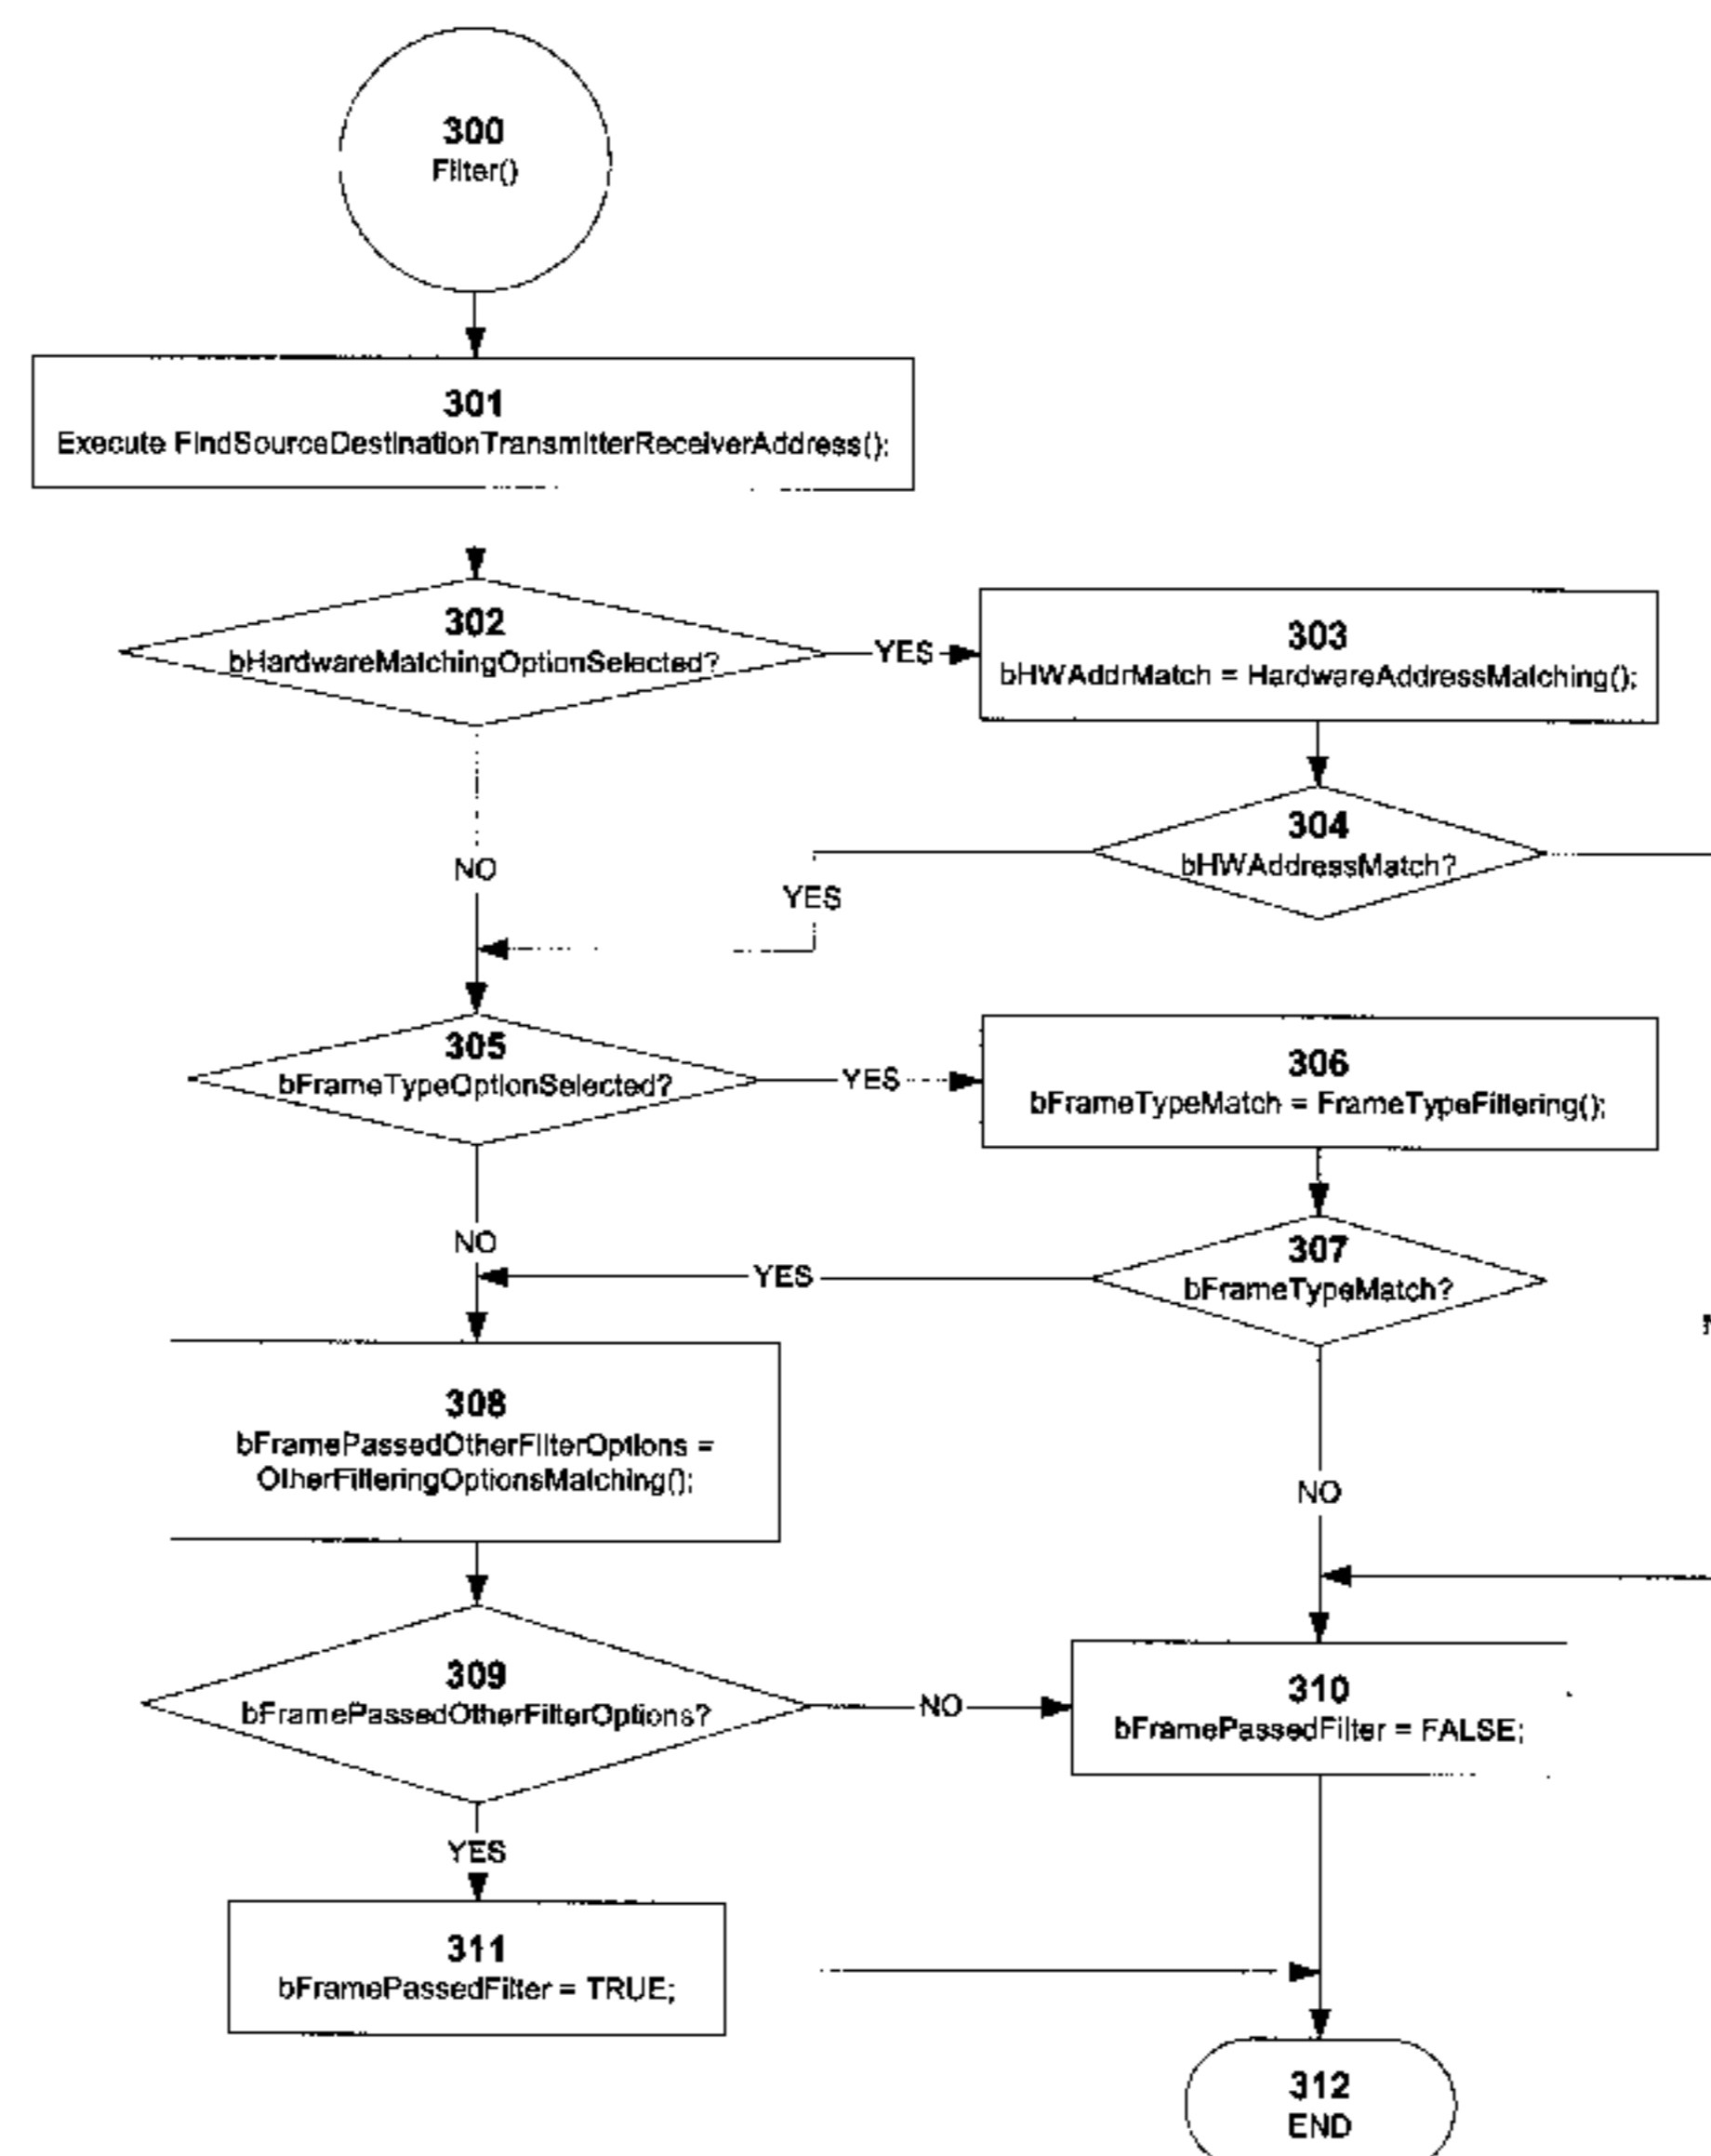 300
Filter()
301
Execute FindSourceDestinationTransmitterReceiverAddress();
302
bHardwareMatchingOptionSelected?
YES
303
bHWAddrMatch = HardwareAddressMatching();
304
bHWAddressMatch?
NO
YES
305
bFrameTypeOptionSelected?
YES
306
bFrameTypeMatch = FrameTypeFiltering();
307
bFrameTypeMatch?
NO
YES
308
bFramePassedOtherFilterOptions =
OtherFilteringOptionsMatching();
NO
309
bFramePassedOtherFilterOptions?
NO
310
bFramePassedFilter = FALSE;
YES
311
bFramePassedFilter = TRUE;
312
END